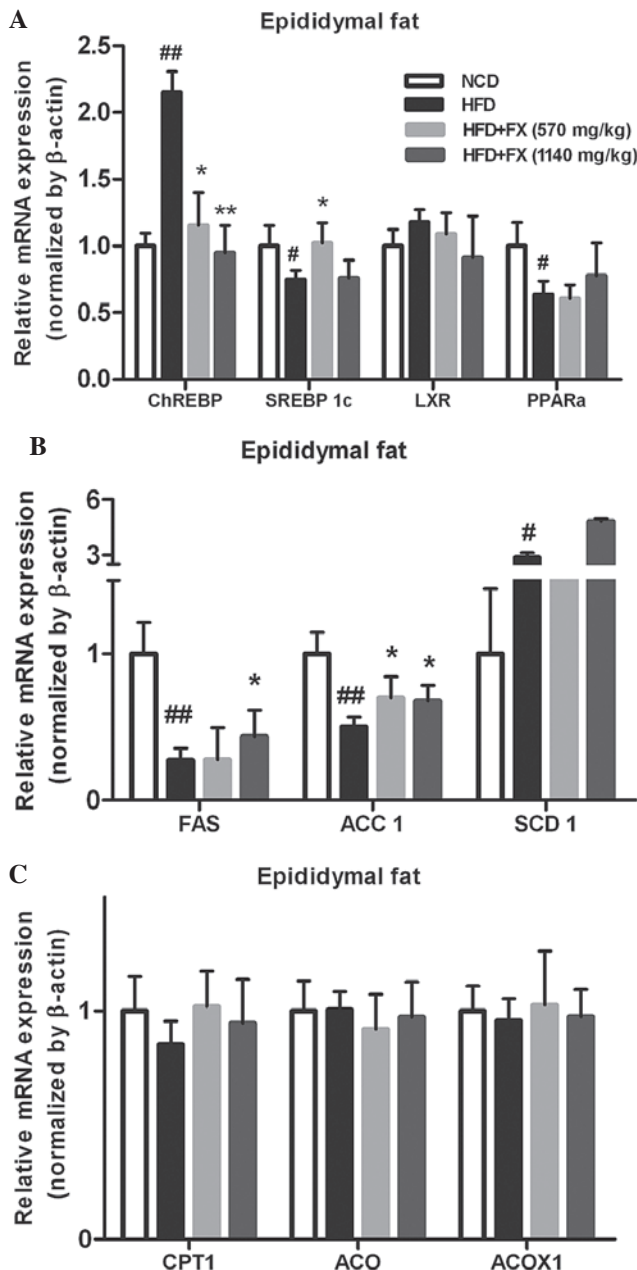 A
Epididymal fat
Relative mRNA expression
(normalized by β-actin)
2.5
2.0
1.5
1.0
0.5
0.0
##
*
**
#
*
#
NCD
HFD
HFD+FX (570 mg/kg)
HFD+FX (1140 mg/kg)
ChREBP SREBP 1c LXR PPARa
B
Epididymal fat
Relative mRNA expression
(normalized by β-actin)
6
3
1
0
##
*
##
*
*
#
FAS ACC 1 SCD 1
C
Epididymal fat
Relative mRNA expression
(normalized by β-actin)
1
0
CPT1 ACO ACOX1